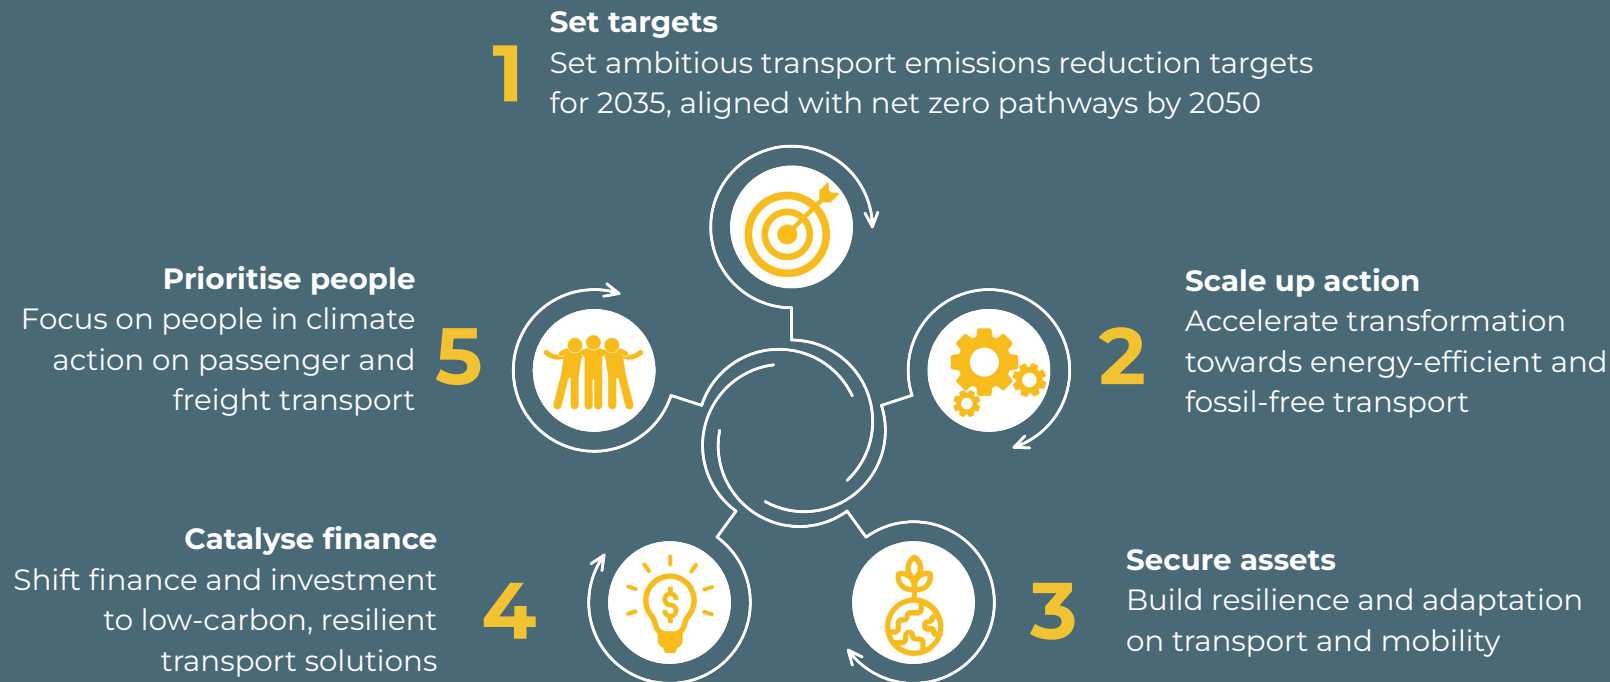 1
Set targets
Set ambitious transport emissions reduction targets
for 2035, aligned with net zero pathways by 2050
2
Scale up action
Accelerate transformation
towards energy-efficient and
fossil-free transport
3
Secure assets
Build resilience and adaptation
on transport and mobility
4
Catalyse finance
Shift finance and investment
to low-carbon, resilient
transport solutions
$
5
Prioritise people
Focus on people in climate
action on passenger and
freight transport